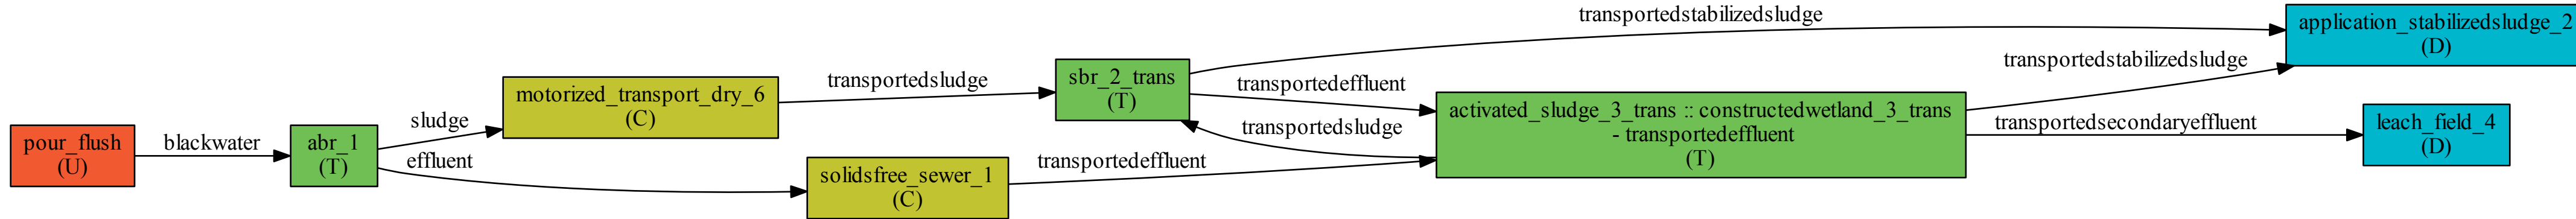 pour_flush
(U)
blackwater
abr_1
(T)
sludge
effluent
motorized_transport_dry_6
(C)
solidsfree_sewer_1
(C)
transportedsludge
transportedeffluent
sbr_2_trans
(T)
transportedstabilizedsludge
transportedeffluent
transportedsludge
activated_sludge_3_trans :: constructedwetland_3_trans
- transportedeffluent
(T)
transportedstabilizedsludge
transportedsecondaryeffluent
application_stabilizedsludge_2
(D)
leach_field_4
(D)